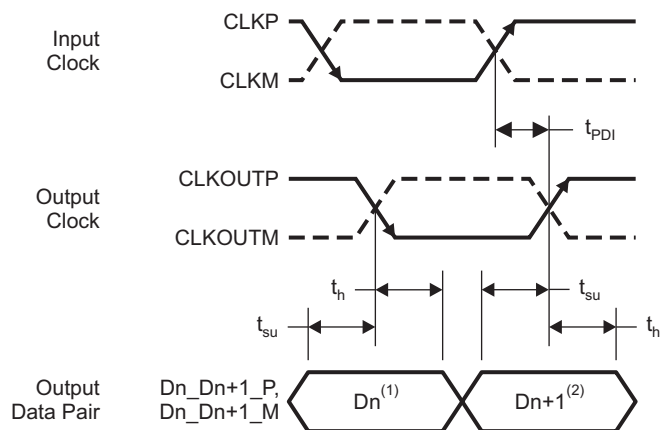 Input
Clock
CLKP
CLKM
t_PDI
Output
Clock
CLKOUTP
CLKOUTM
t_su
t_h
t_su
t_h
Output
Data Pair
Dn_Dn+1_P,
Dn_Dn+1_M
Dn(1)
Dn+1(2)